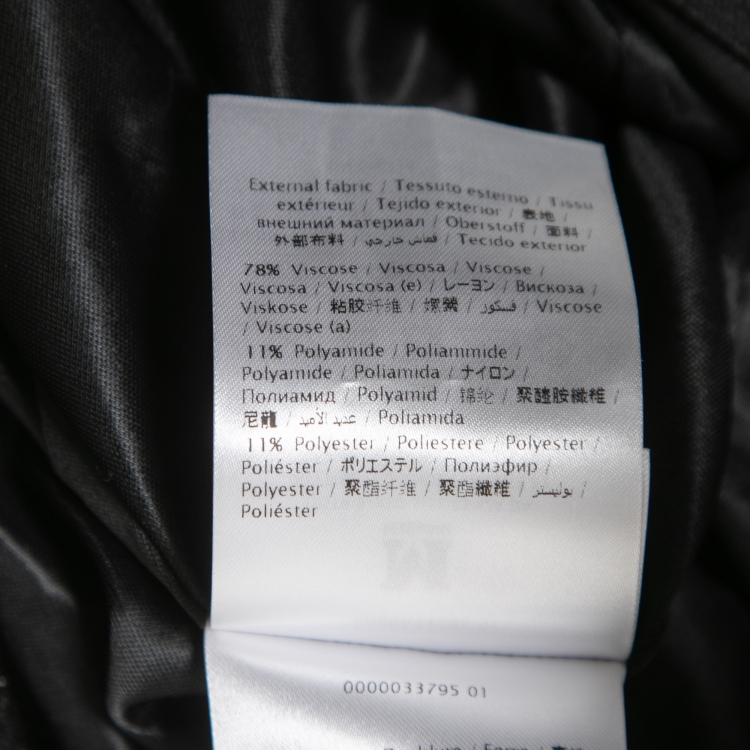 External fabric / Tessuto esterno / Tissu
extérieur / Tejido exterior / 表地 /
внешний материал / Oberstoff / 面料 /
外部布料 / قماش خارجي / Tecido exterior
78% Viscose / Viscosa / Viscose /
Viscosa / Viscosa (e) / レーヨン / Вискоза /
Viskose / 粘胶纤维 / 嫘縈 / فسكوز / Viscose
/ Viscose (a)
11% Polyamide / Poliammide /
Polyamide / Poliamida / ナイロン /
Полиамид / Polyamid / 锦纶 / 聚醯胺纖維 /
尼龍 / عديد الأميد / Poliamida
11% Polyester / Poliestere / Polyester /
Poliéster / ポリエステル / Полиэфир /
Polyester / 聚酯纤维 / 聚酯纖維 / بوليستر /
Poliéster
M
0000033795 01